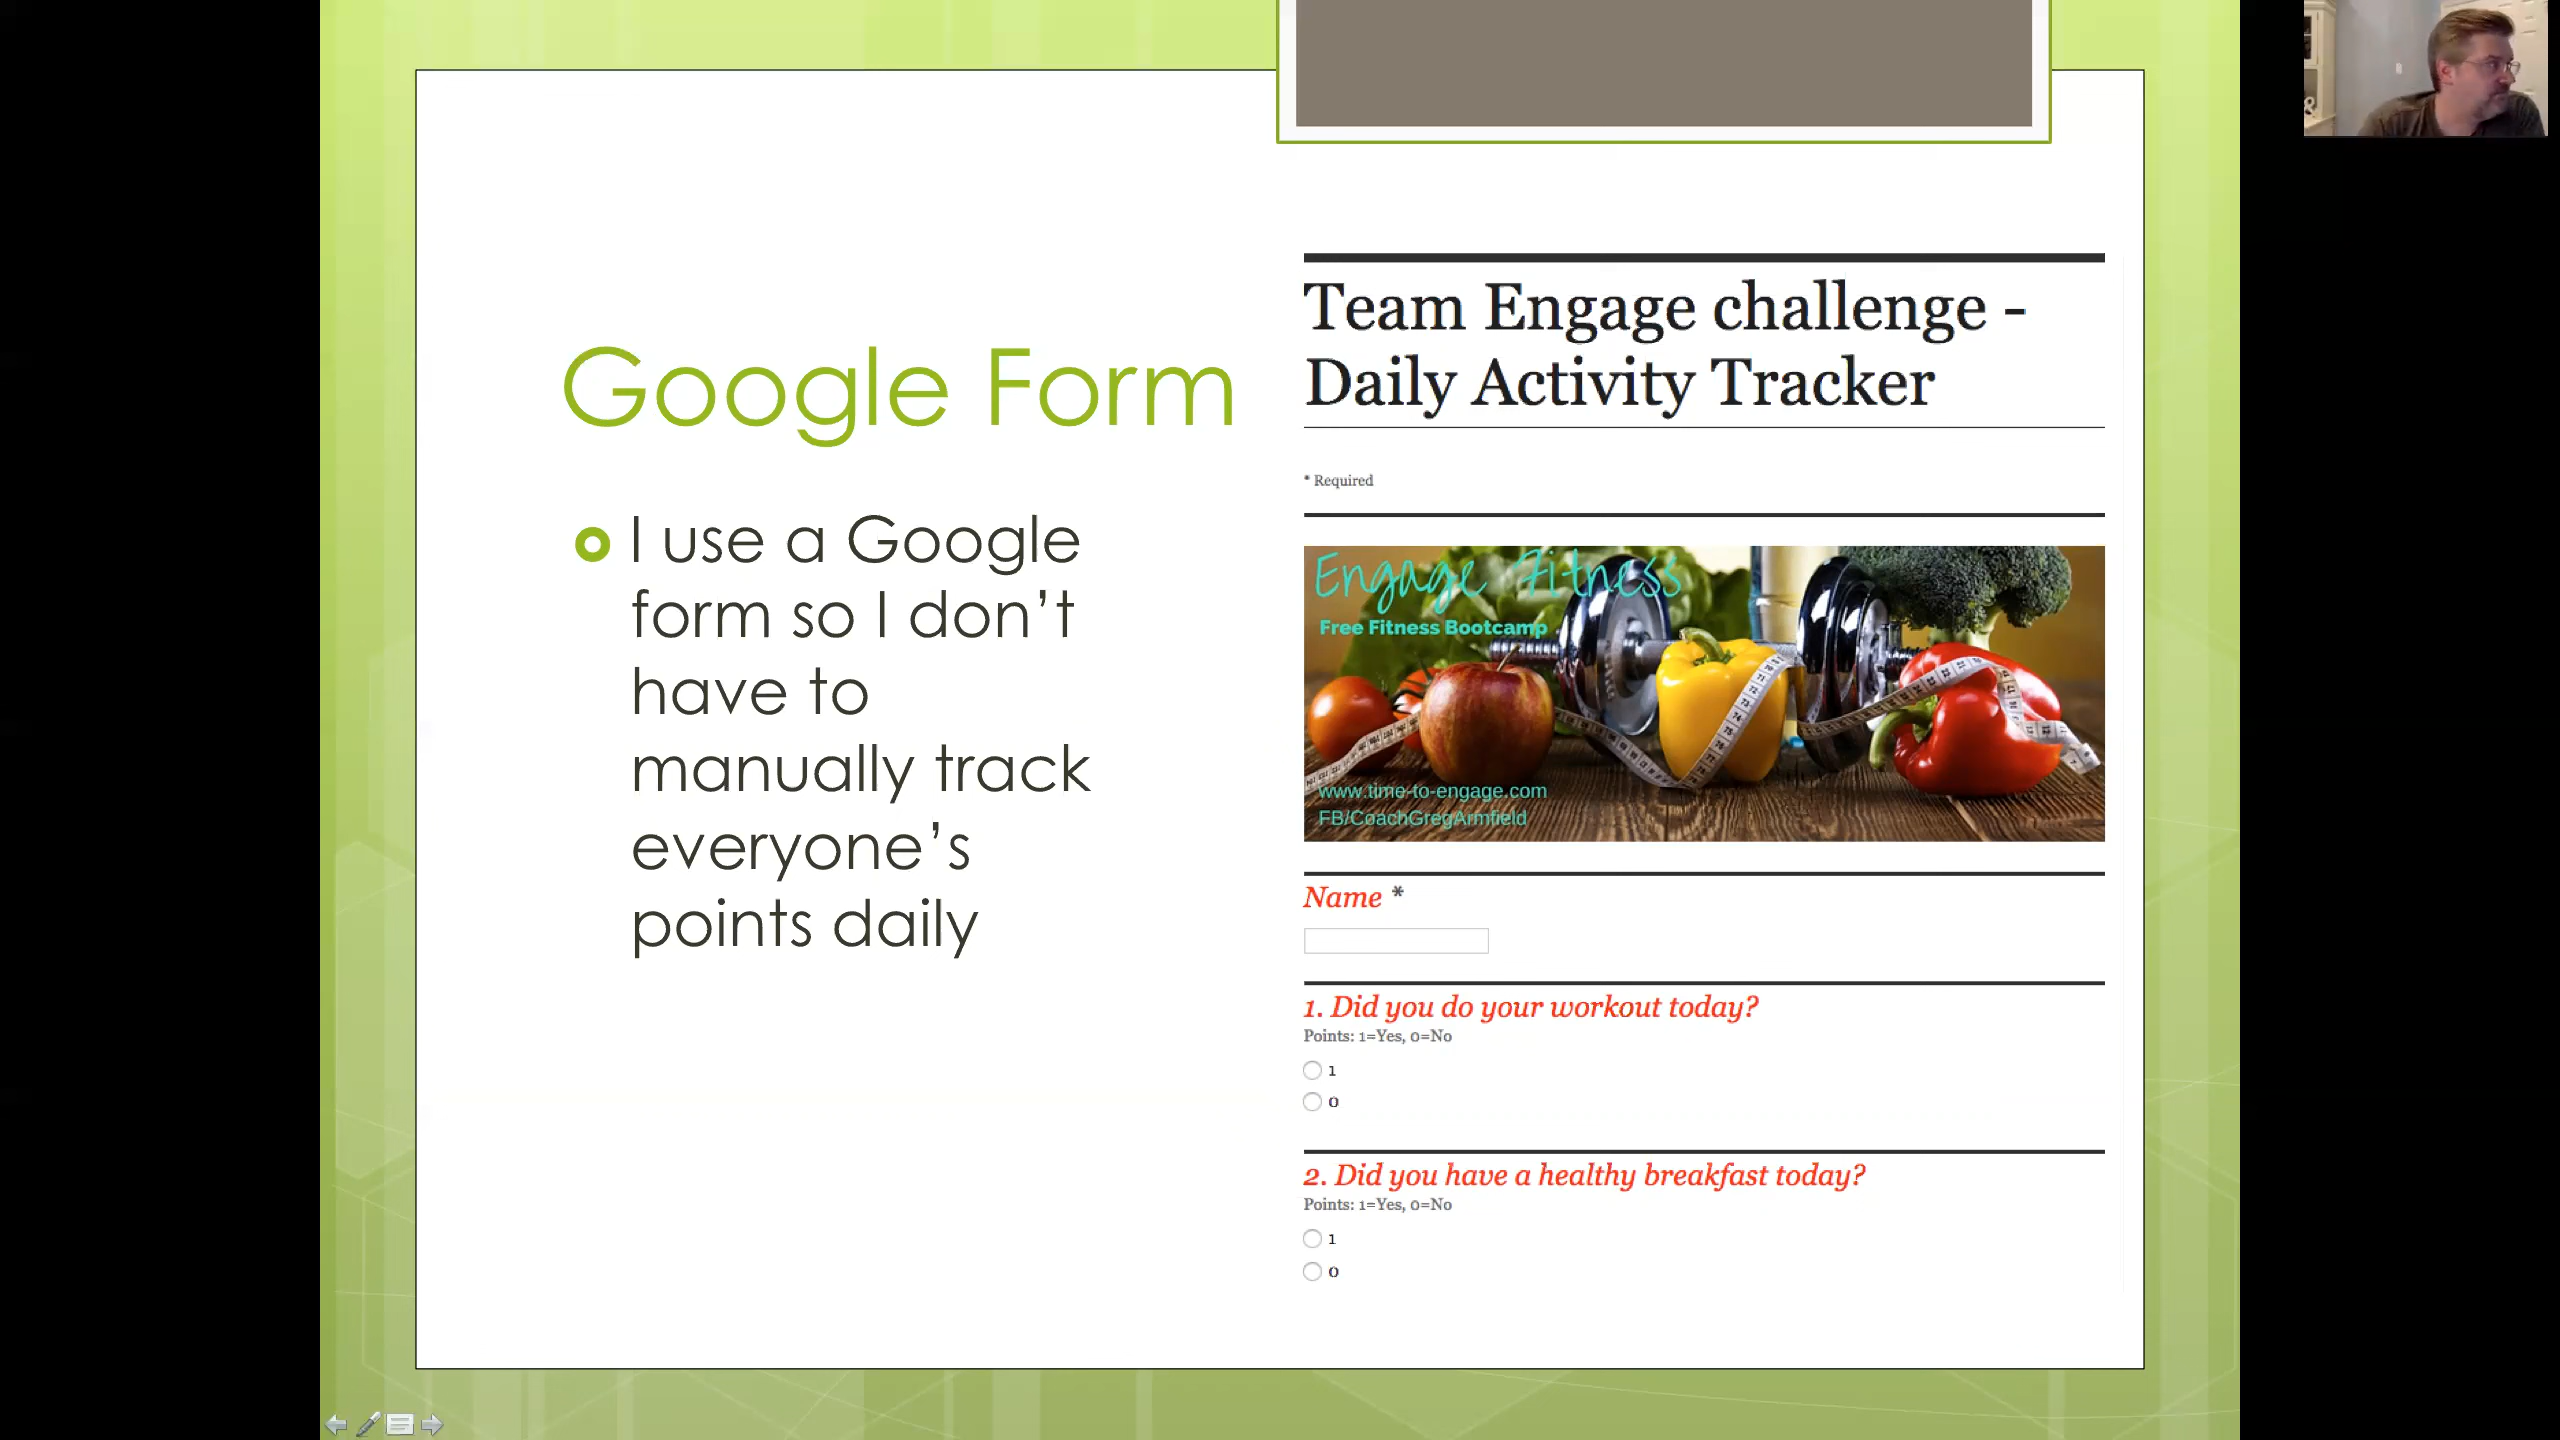 Google Form
I use a Google
form so I don’t
have to
manually track
everyone’s
points daily
Team Engage challenge -
Daily Activity Tracker
* Required
Engage Fitness
Free Fitness Bootcamp
www.time-to-engage.com
FB/CoachGregArmfield
Name *
1. Did you do your workout today?
Points: 1=Yes, 0=No
1
0
2. Did you have a healthy breakfast today?
Points: 1=Yes, 0=No
1
0